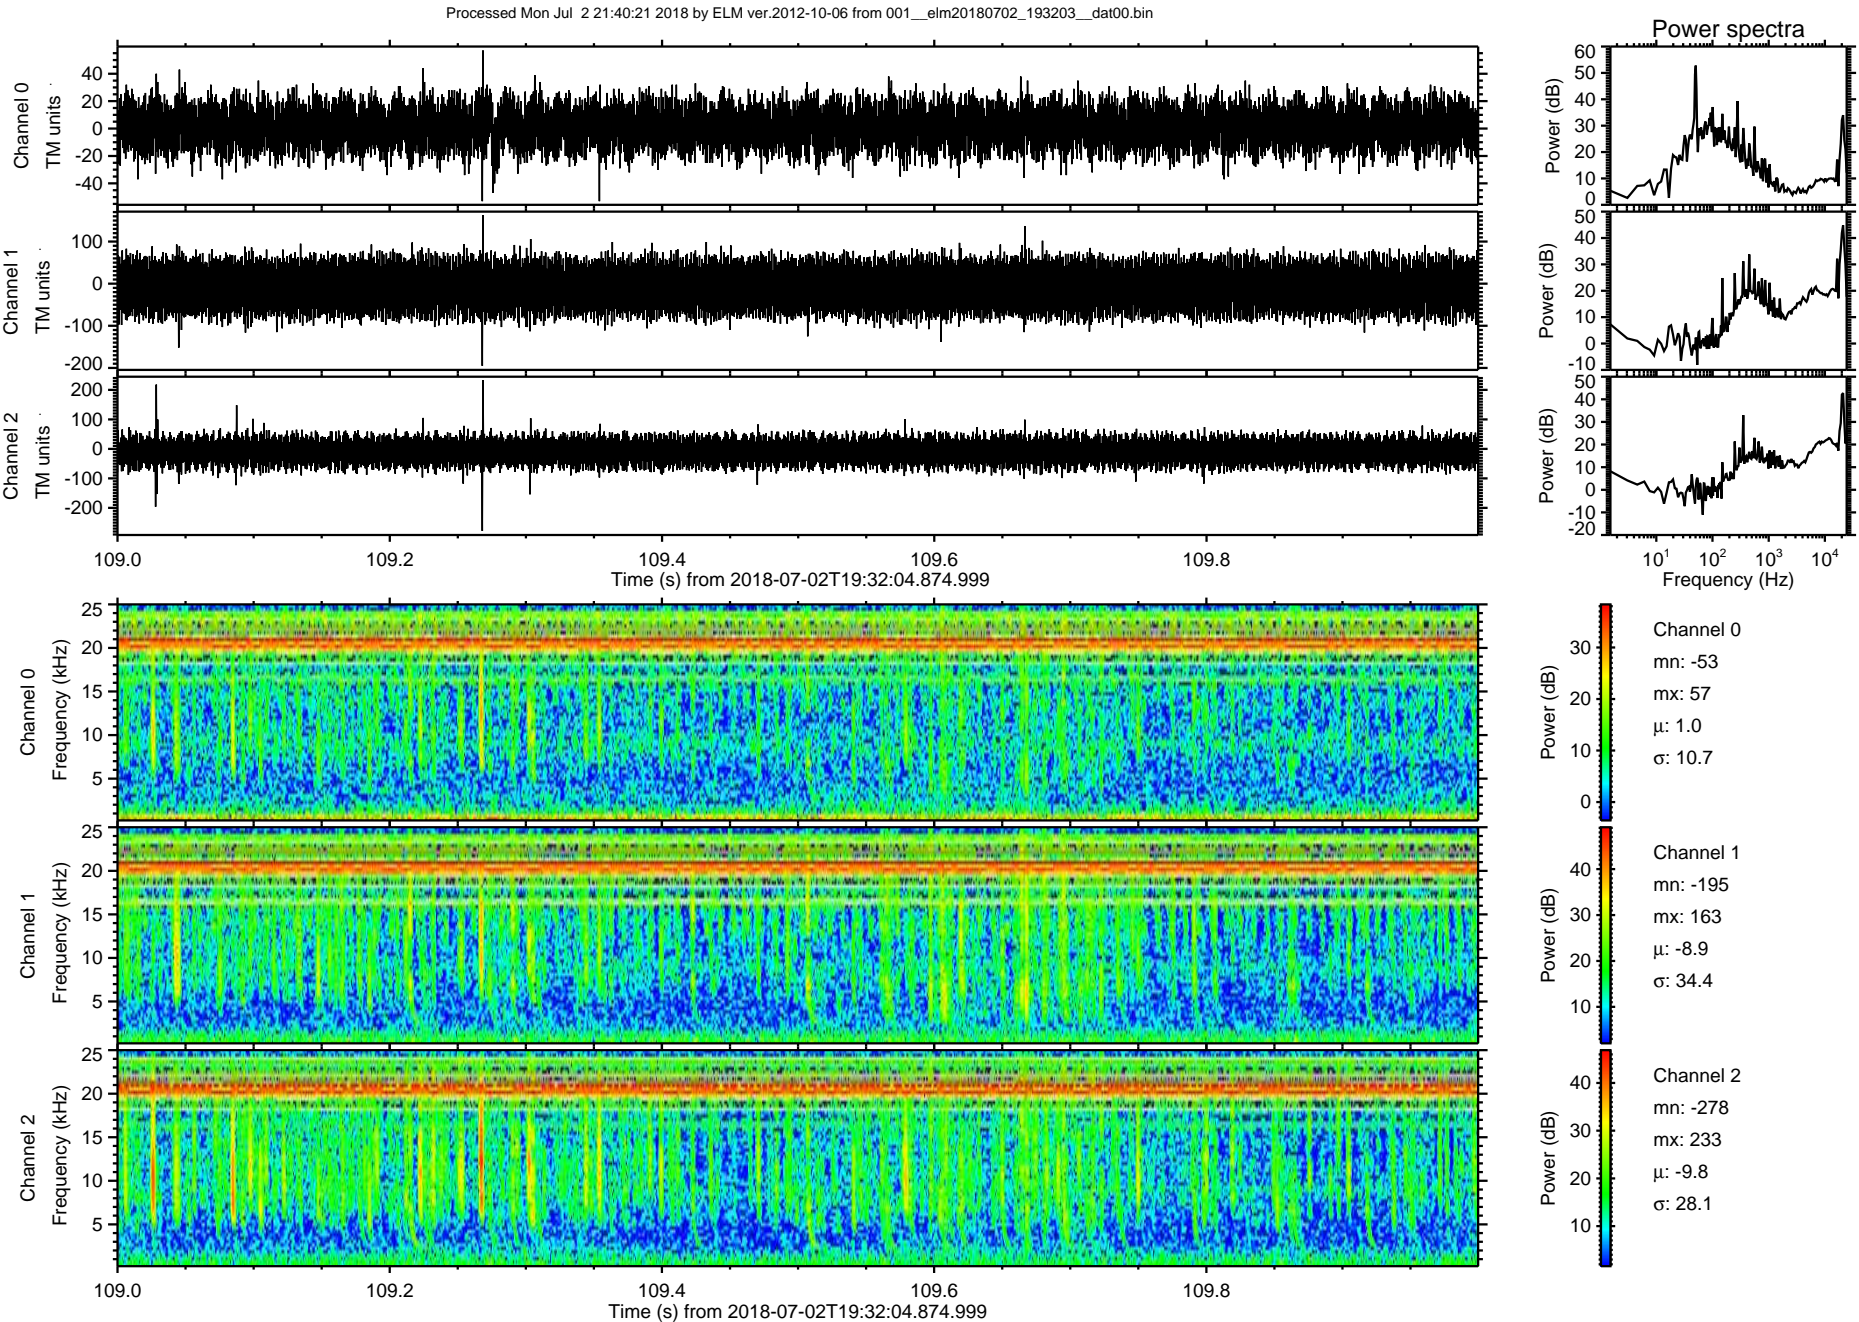 Processed Mon Jul  2 21:40:21 2018 by ELM ver.2012-10-06 from 001__elm20180702_193203__dat00.bin
Power spectra
Channel 0
TM units
40
20
0
-20
-40
Power (dB)
60
50
40
30
20
10
0
Channel 1
TM units
100
0
-100
-200
Power (dB)
50
40
30
20
10
0
-10
Channel 2
TM units
200
100
0
-100
-200
Power (dB)
50
40
30
20
10
0
-10
-20
109.0 109.2 109.4 109.6 109.8
Time (s) from 2018-07-02T19:32:04.874.999
10^1 10^2 10^3 10^4
Frequency (Hz)
Channel 0
Frequency (kHz)
25
20
15
10
5
Power (dB)
30
20
10
0
Channel 0
mn: -53
mx: 57
μ: 1.0
σ: 10.7
Channel 1
Frequency (kHz)
25
20
15
10
5
Power (dB)
40
30
20
10
Channel 1
mn: -195
mx: 163
μ: -8.9
σ: 34.4
Channel 2
Frequency (kHz)
25
20
15
10
5
Power (dB)
40
30
20
10
Channel 2
mn: -278
mx: 233
μ: -9.8
σ: 28.1
109.0 109.2 109.4 109.6 109.8
Time (s) from 2018-07-02T19:32:04.874.999